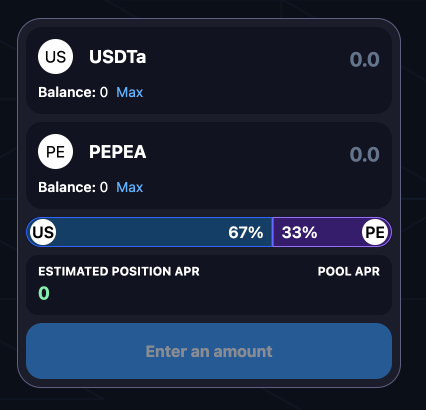 US USDTa 0.0
Balance: 0 Max
PE PEPEA 0.0
Balance: 0 Max
US 67% 33% PE
ESTIMATED POSITION APR POOL APR
0
Enter an amount